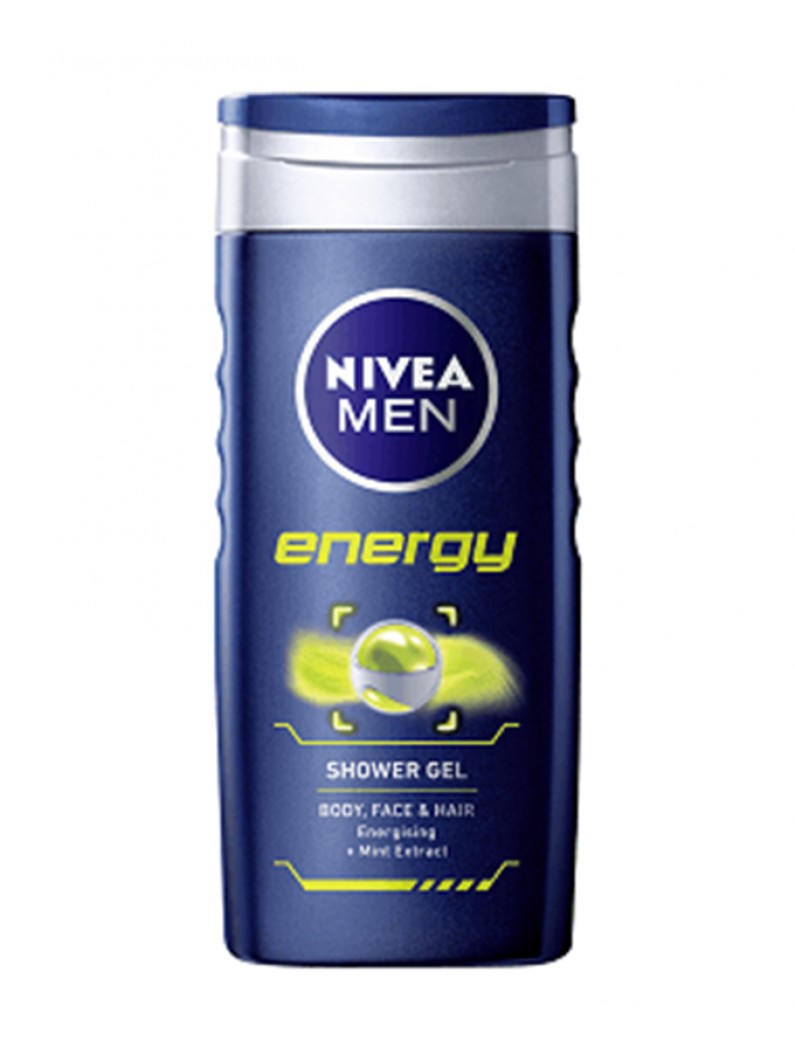 NIVEA
MEN
energy
SHOWER GEL
BODY, FACE & HAIR
Energising
+ Mint Extract